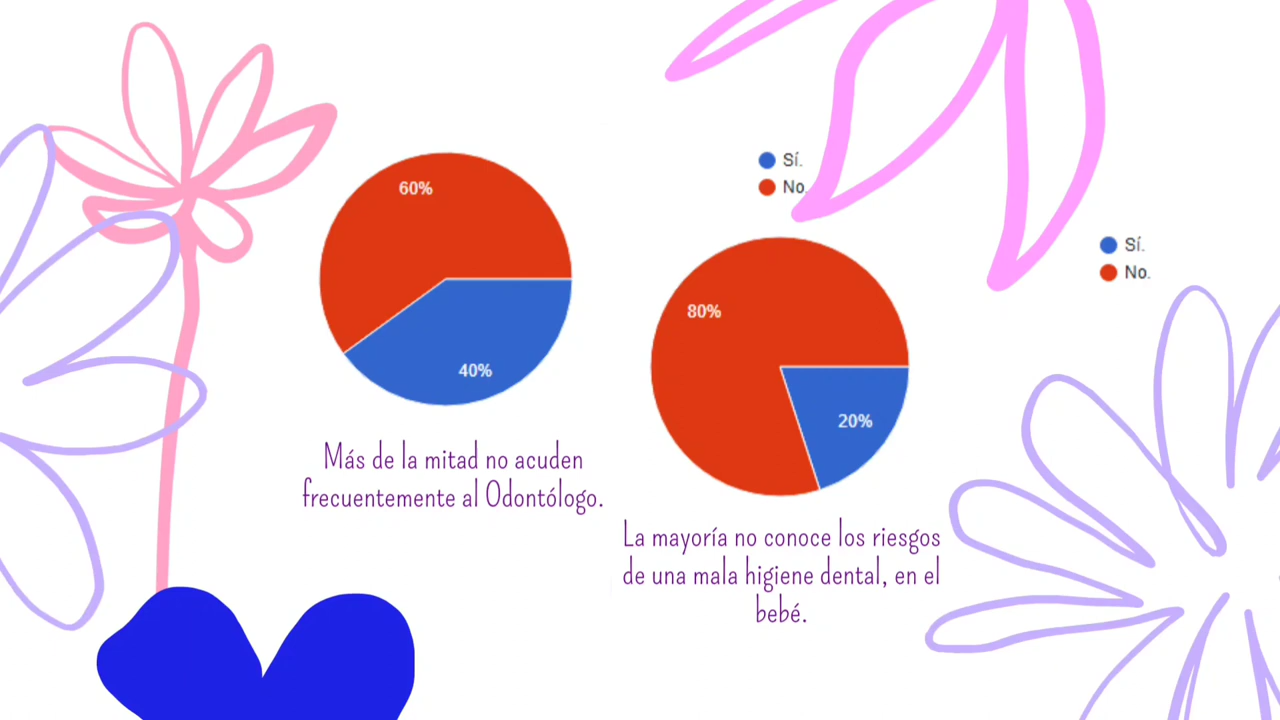 60%
40%
Más de la mitad no acuden
frecuentemente al Odontólogo.
Sí.
No.
80%
20%
La mayoría no conoce los riesgos
de una mala higiene dental, en el
bebé.
Sí.
No.